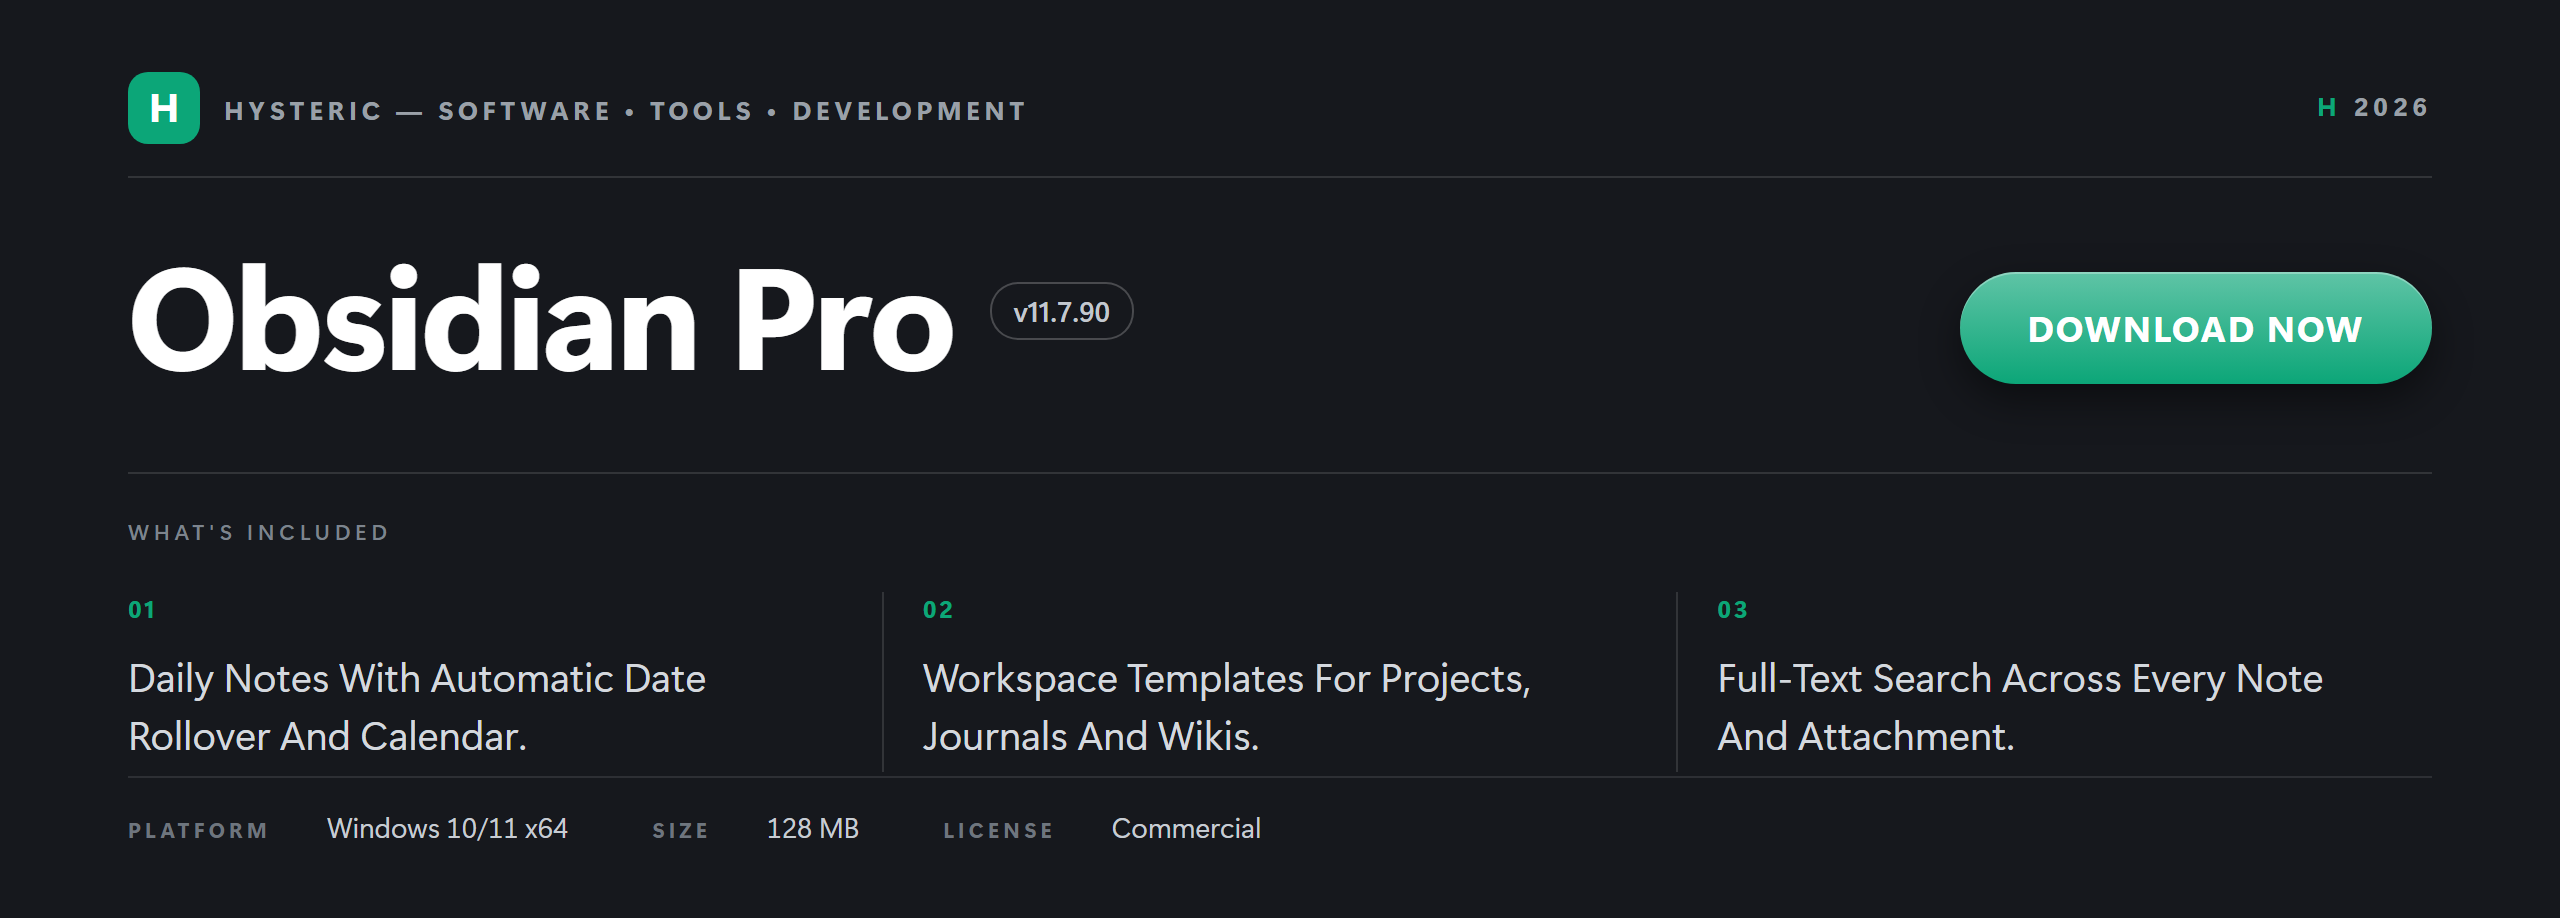 H HYSTERIC — SOFTWARE • TOOLS • DEVELOPMENT
H 2026
Obsidian Pro v11.7.90
DOWNLOAD NOW
WHAT'S INCLUDED
01
Daily Notes With Automatic Date
Rollover And Calendar.
02
Workspace Templates For Projects,
Journals And Wikis.
03
Full-Text Search Across Every Note
And Attachment.
PLATFORM Windows 10/11 x64 SIZE 128 MB LICENSE Commercial